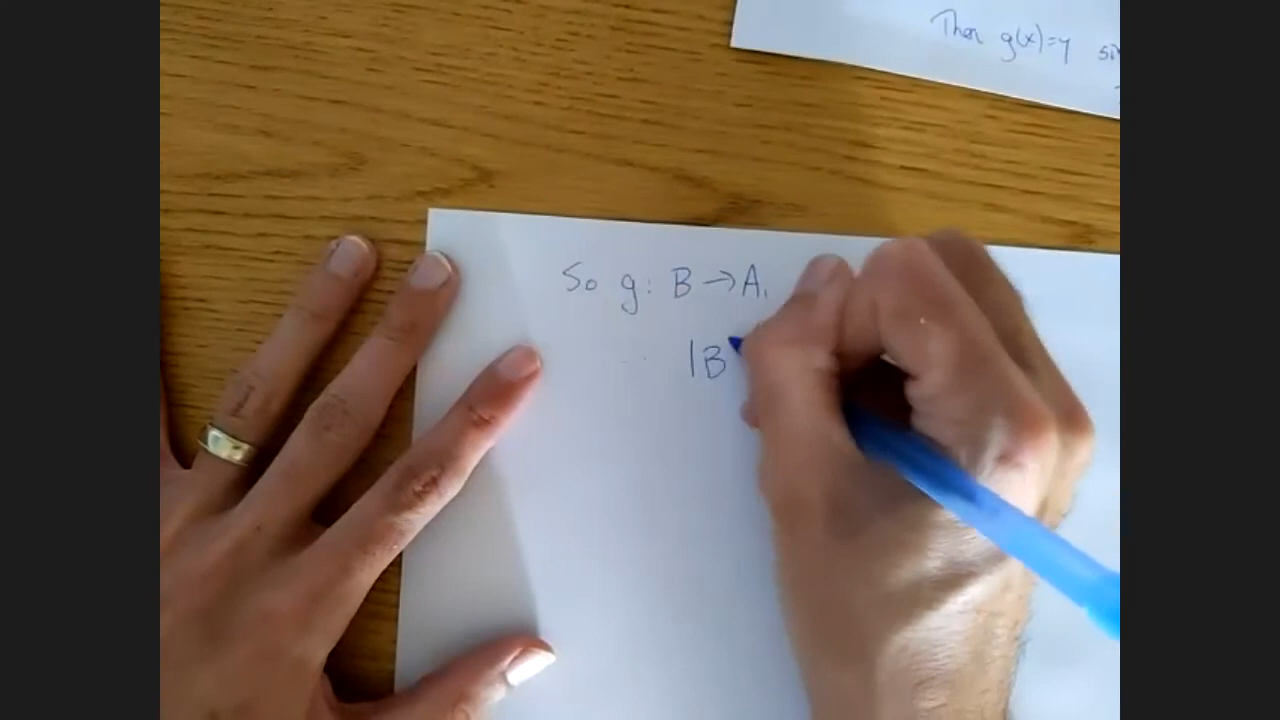 Then g(x)=y
So g: B→A,
|B